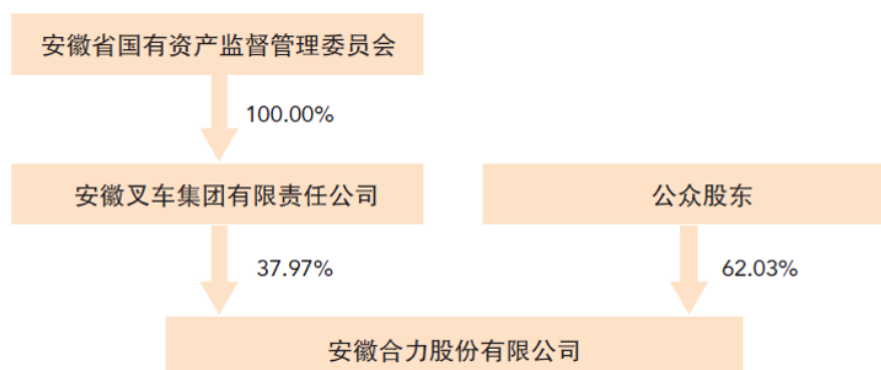 安徽省国有资产监督管理委员会
100.00%
安徽叉车集团有限责任公司
公众股东
37.97%
62.03%
安徽合力股份有限公司